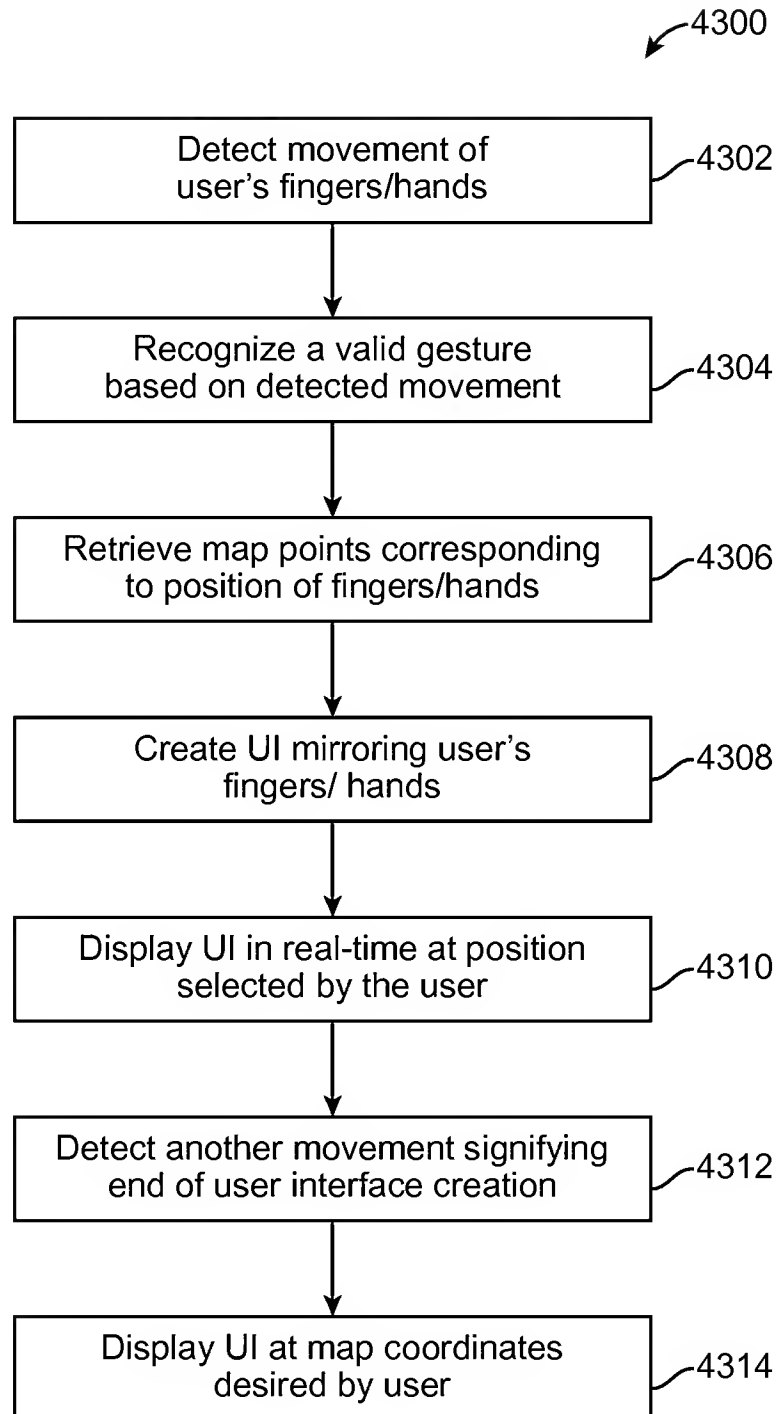 4300
Detect movement of
user's fingers/hands
4302
Recognize a valid gesture
based on detected movement
4304
Retrieve map points corresponding
to position of fingers/hands
4306
Create UI mirroring user's
fingers/ hands
4308
Display UI in real-time at position
selected by the user
4310
Detect another movement signifying
end of user interface creation
4312
Display UI at map coordinates
desired by user
4314